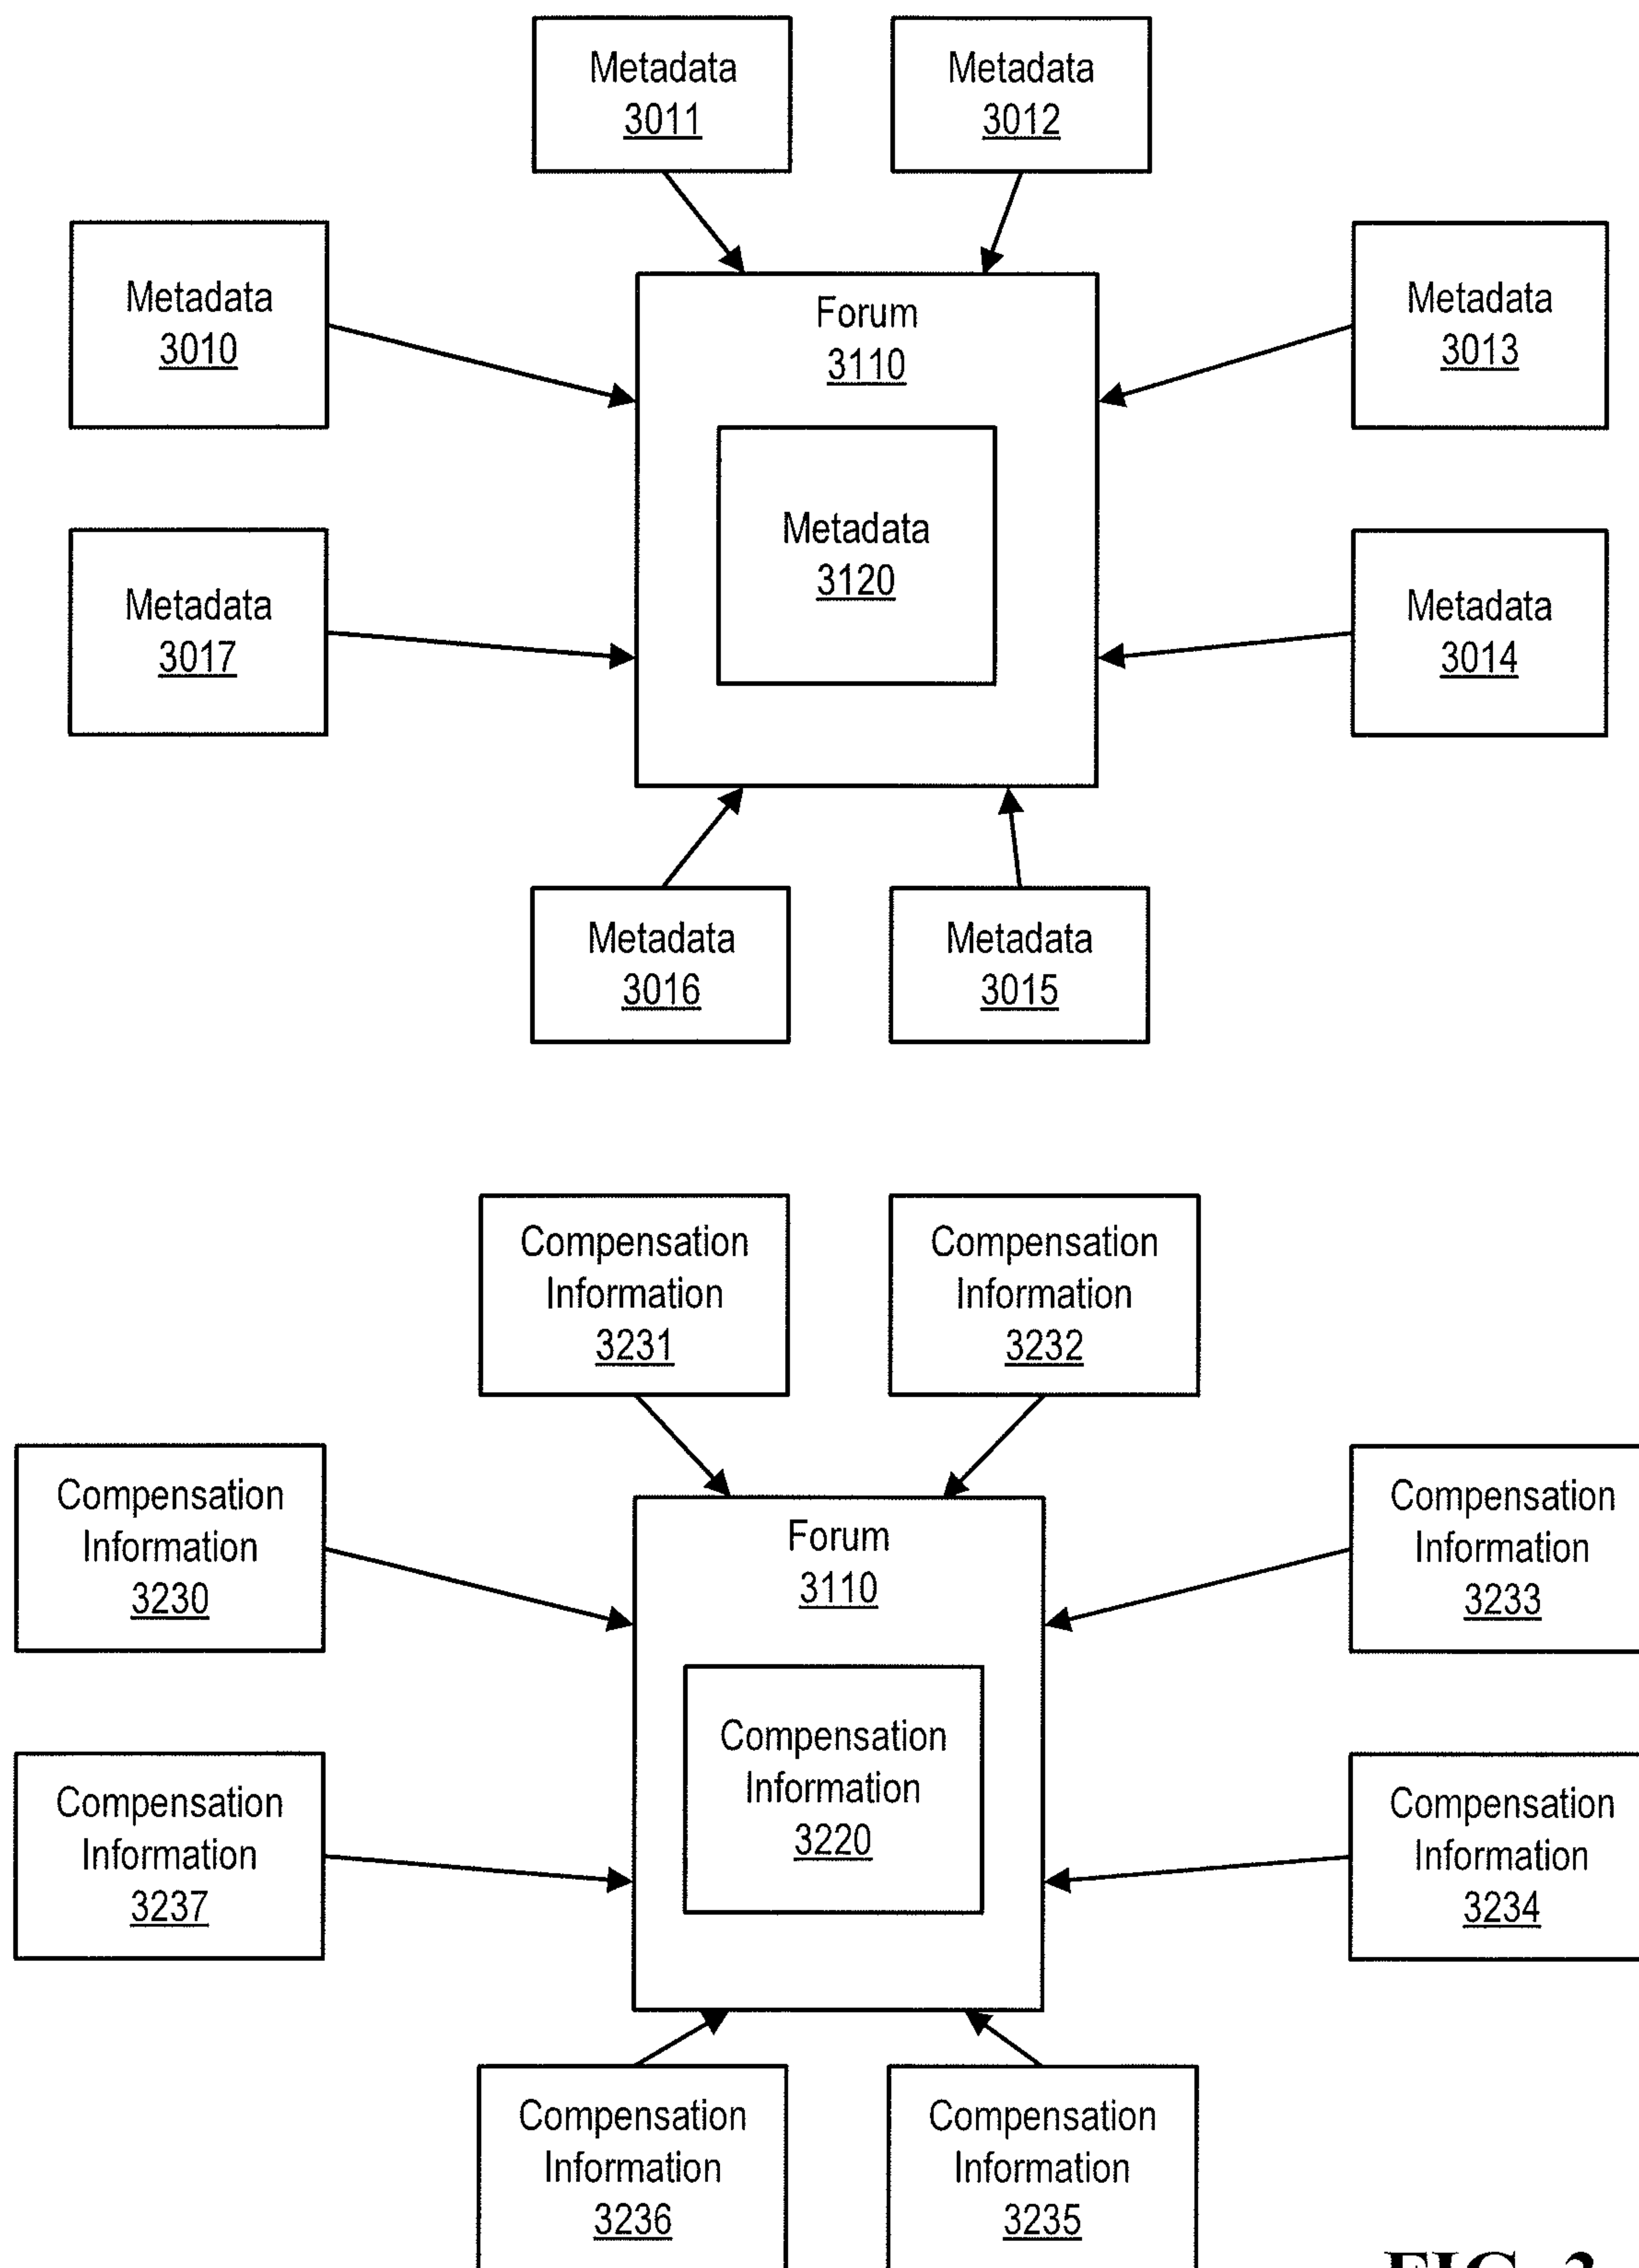 Metadata
3011
Metadata
3012
Metadata
3010
Forum
3110
Metadata
3013
Metadata
3120
Metadata
3017
Metadata
3014
Metadata
3016
Metadata
3015
Compensation
Information
3231
Compensation
Information
3232
Compensation
Information
3230
Forum
3110
Compensation
Information
3233
Compensation
Information
3220
Compensation
Information
3237
Compensation
Information
3234
Compensation
Information
3236
Compensation
Information
3235
FIG. 3